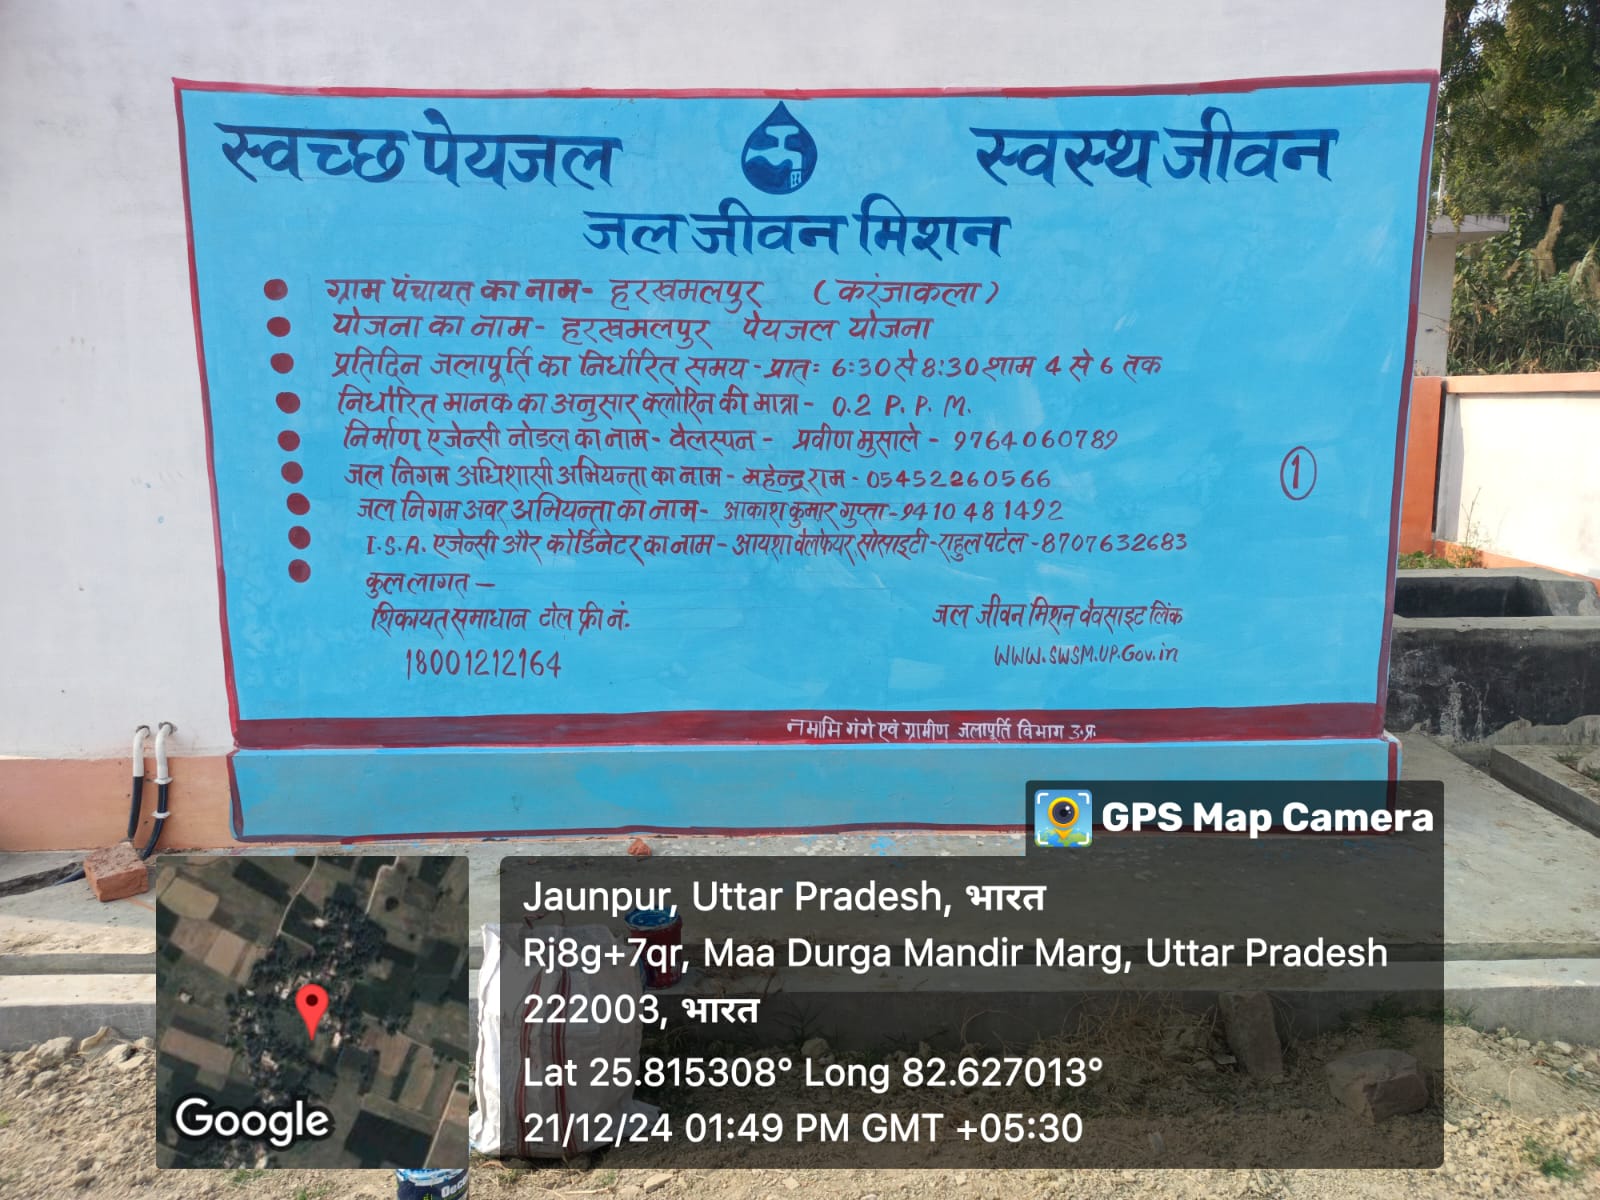 स्वच्छ पेयजल
स्वस्थ जीवन
जल जीवन मिशन
ग्राम पंचायत का नाम- हरखमलपुर (करंजाकला)
योजना का नाम- हरखमलपुर पेयजल योजना
प्रतिदिन जलापूर्ति का निर्धारित समय - प्रातः 6:30 से 8:30 शाम 4 से 6 तक
निर्धारित मानक का अनुसार क्लोरिन की मात्रा- 0.2 P. P. M.
निर्माण एजेन्सी नोडल का नाम- वेलस्पन - प्रवीण मुसाले - 9764060789
जल निगम अधिशासी अभियन्ता का नाम - महेन्द्र राम - 05452260566
जल निगम अवर अभियन्ता का नाम- आकाश कुमार गुप्ता - 9410481492
I.S.A. एजेन्सी और कोर्डिनेटर का नाम - आयशा वेलफेयर सोसाइटी - राहुल पटेल - 8707632683
कुल लागत —
शिकायत समाधान टोल फ्री नं.
18001212164
जल जीवन मिशन वेवसाइट लिंक
WWW.SWSM.UP.Gov.in
1
नमामि गंगे एवं ग्रामीण जलापूर्ति विभाग उ.प्र.
GPS Map Camera
Jaunpur, Uttar Pradesh, भारत
Rj8g+7qr, Maa Durga Mandir Marg, Uttar Pradesh
222003, भारत
Lat 25.815308° Long 82.627013°
21/12/24 01:49 PM GMT +05:30
Google